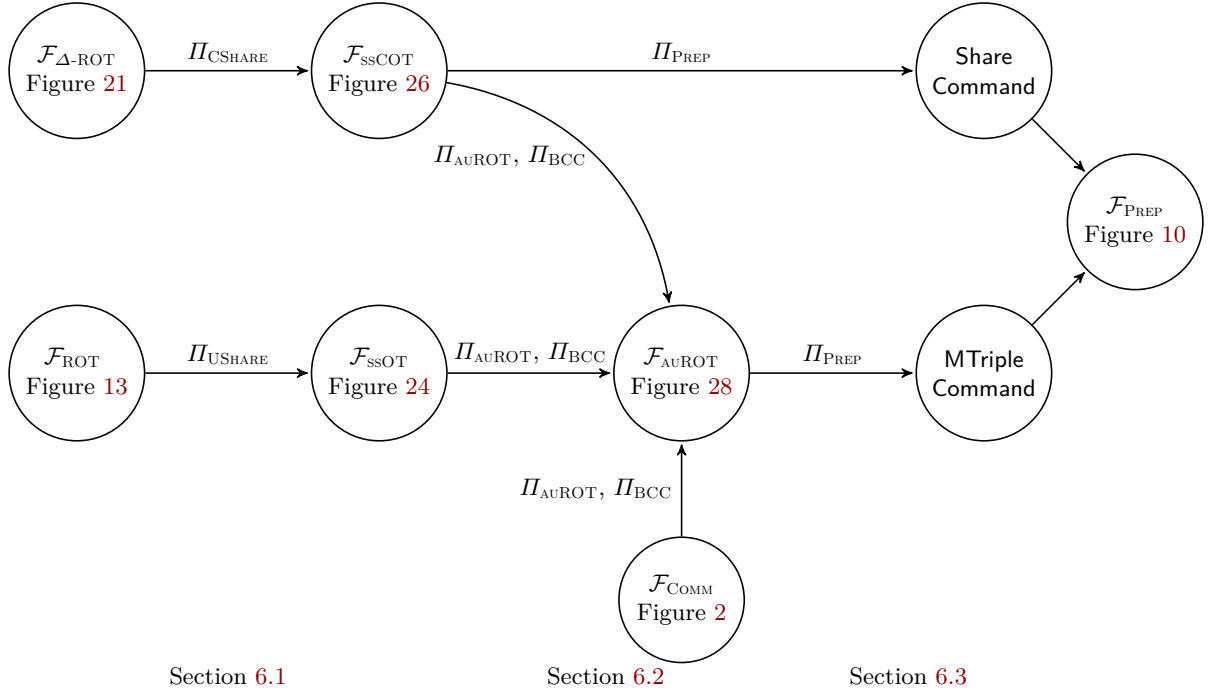 𝓕_Δ-ROT
Figure 21
Π_CSHARE
𝓕_ssCOT
Figure 26
Π_PREP
Share
Command
Π_AuROT, Π_BCC
𝓕_PREP
Figure 10
𝓕_ROT
Figure 13
Π_USHARE
𝓕_ssOT
Figure 24
Π_AuROT, Π_BCC
𝓕_AuROT
Figure 28
Π_PREP
MTriple
Command
Π_AuROT, Π_BCC
𝓕_COMM
Figure 2
Section 6.1
Section 6.2
Section 6.3